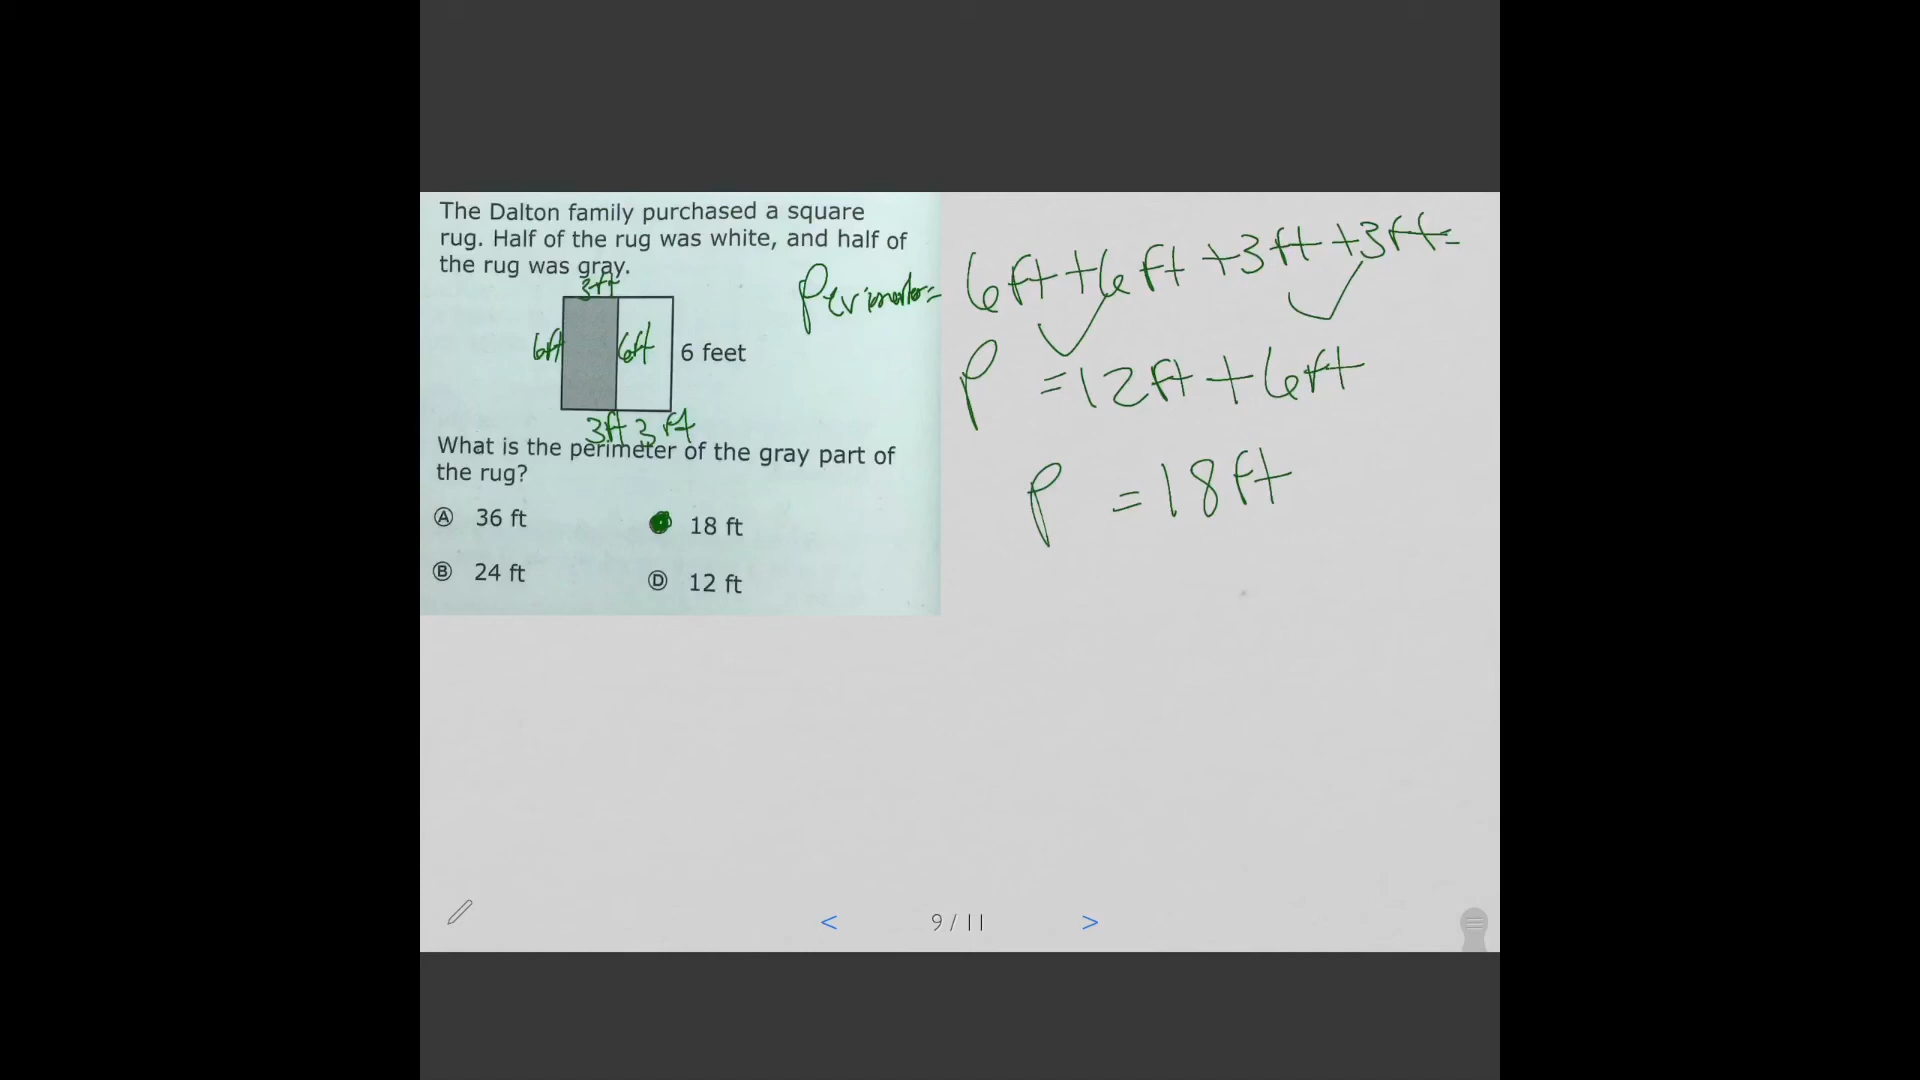 The Dalton family purchased a square
rug. Half of the rug was white, and half of
the rug was gray.
3ft
6ft 6ft 6 feet
3ft 3 ft
What is the perimeter of the gray part of
the rug?
A 36 ft
18 ft
B 24 ft
D 12 ft
Perimeter= 6ft+6ft+3ft+3ft=
P =12ft+6ft
P =18ft
< 9/11 >